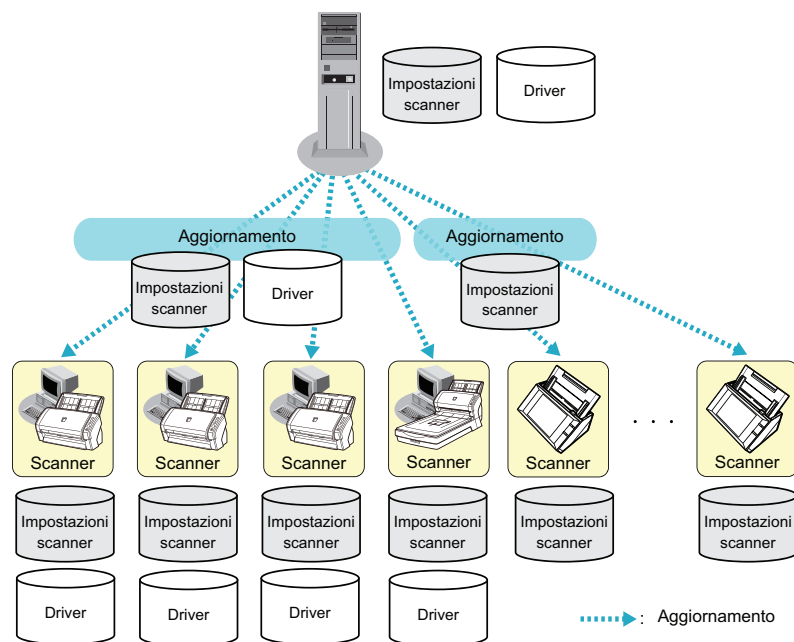 Impostazioni
scanner
Driver
Aggiornamento
Aggiornamento
Impostazioni
scanner
Driver
Impostazioni
scanner
Scanner
Scanner
Scanner
Scanner
Scanner
. . .
Scanner
Impostazioni
scanner
Impostazioni
scanner
Impostazioni
scanner
Impostazioni
scanner
Impostazioni
scanner
Impostazioni
scanner
Driver
Driver
Driver
Driver
: Aggiornamento